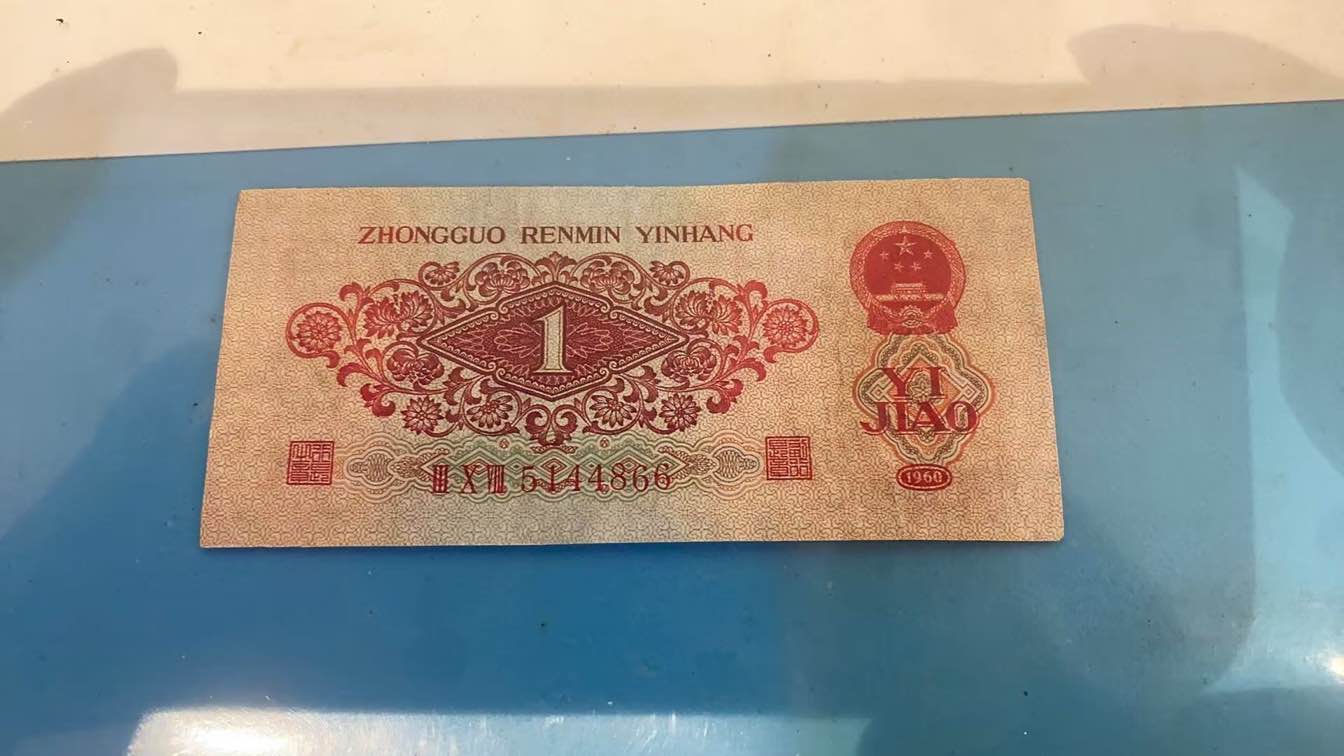 ZHONGGUO RENMIN YINHANG
1
YI
JIAO
III X VIII 5144866
1960